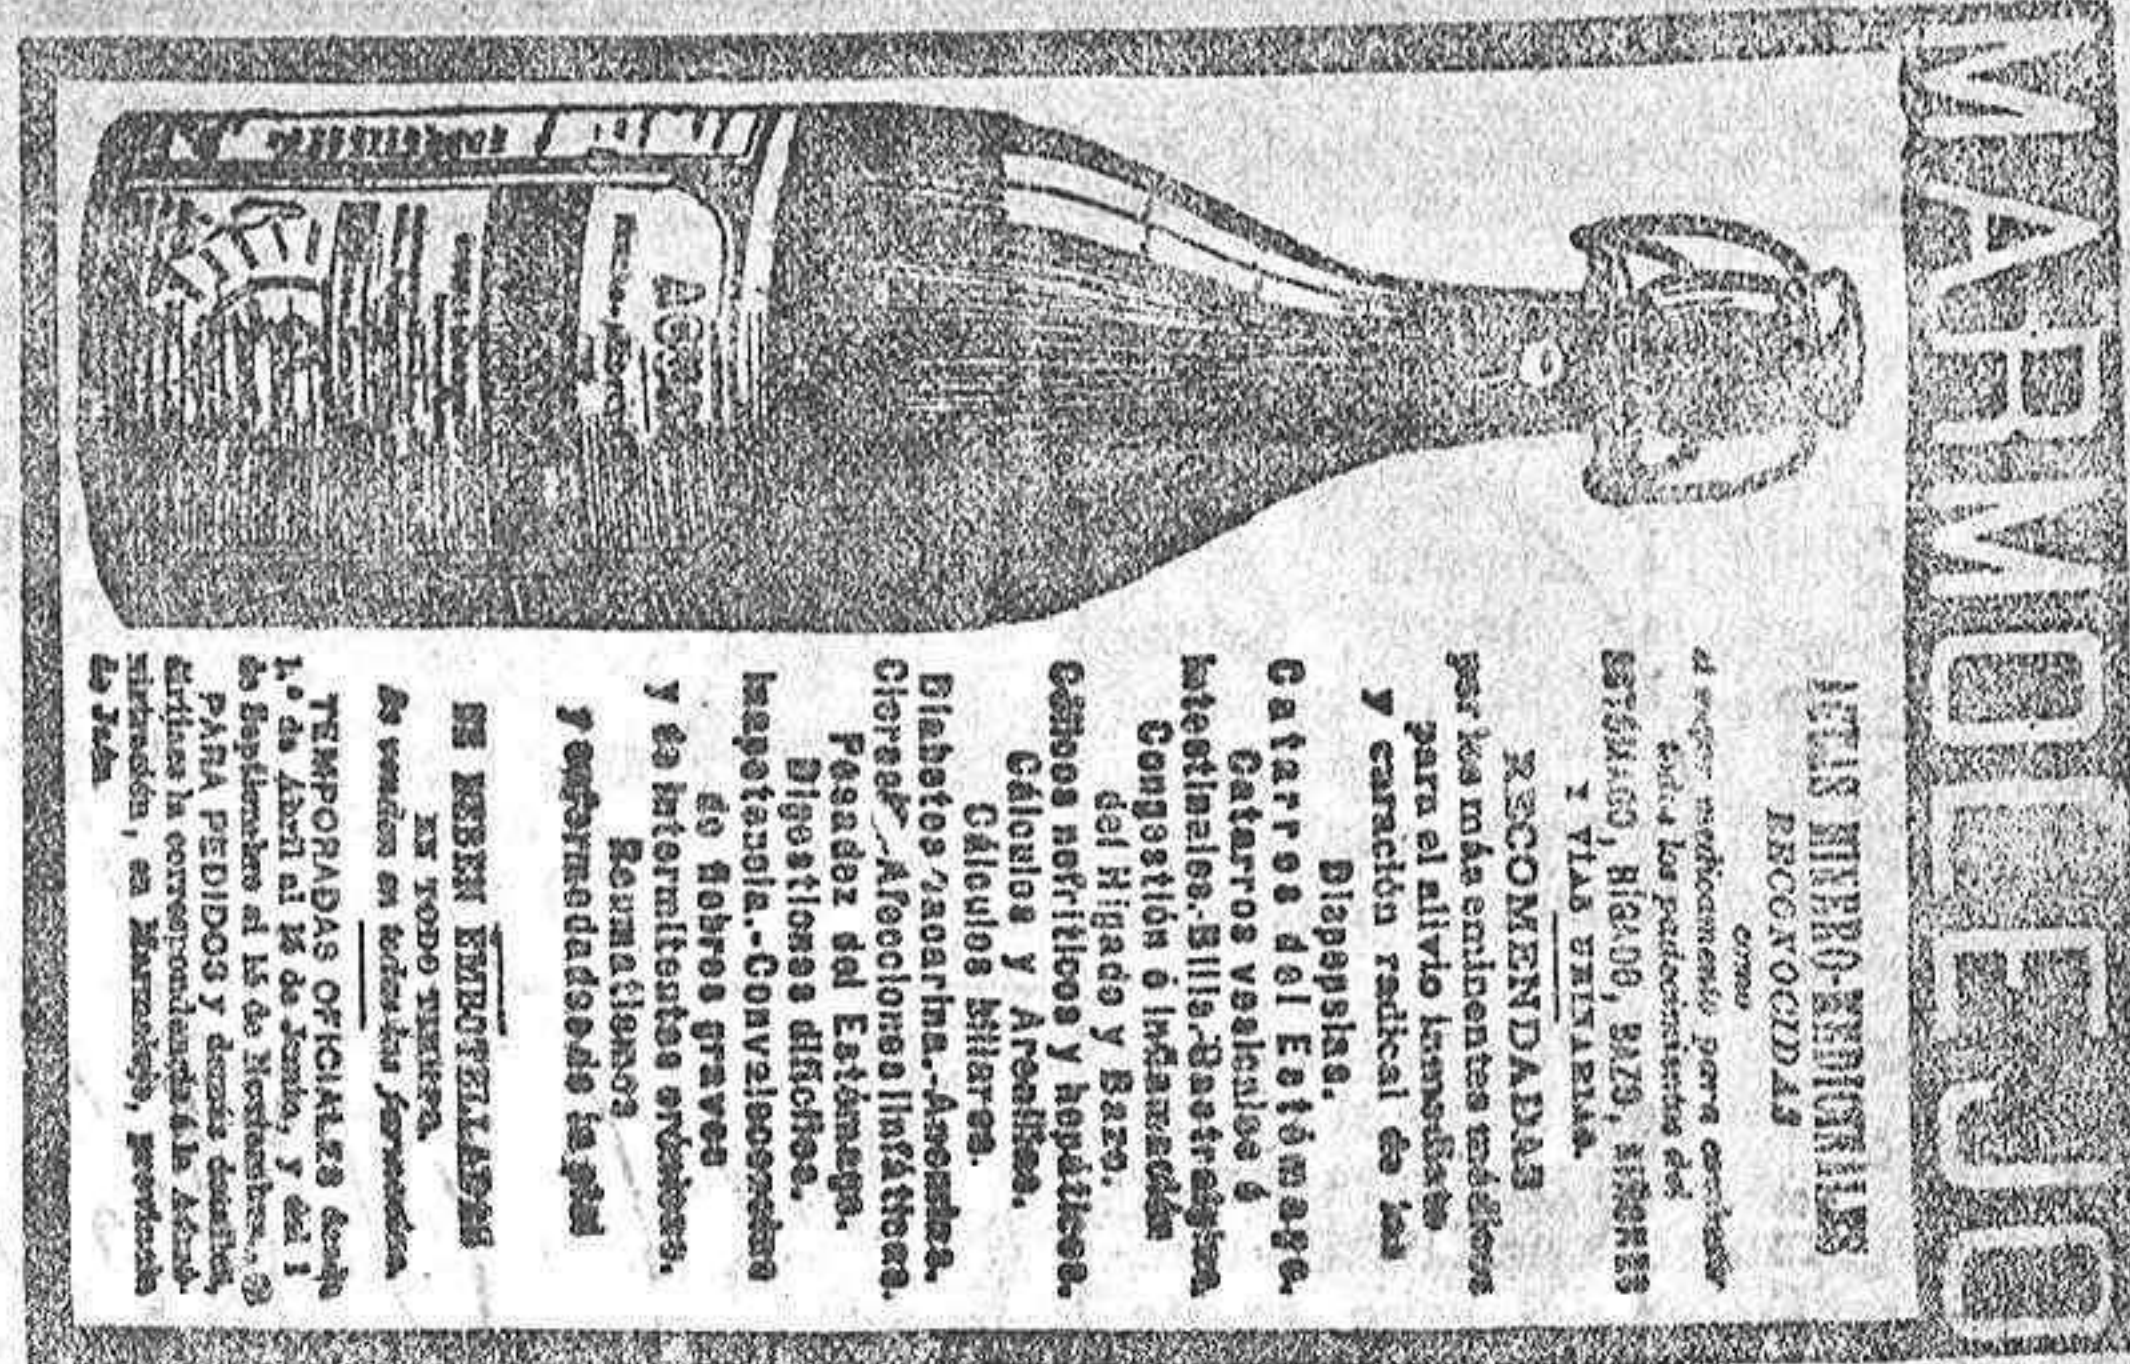 MARMOLEJO
AGUAS MINERO-MEDICINALES
RECONOCIDAS
como
el mejor medicamento para combatir
todos los padecimientos del
ESTÓMAGO, HÍGADO, BAZO, RIÑONES
Y VIAS URINARIAS.
RECOMENDADAS
por los más eminentes médicos
para el alivio inmediato
y curación radical de las
Dispepsias.
Catarros del Estómago.
Catarros vesicales é
intestinales.-Bilis.-Gastralgias
Congestión ó inflamación
del Hígado y Bazo.
Cólicos nefríticos y hepáticos.
Cálculos y Arenillas.
Cálculos biliares.
Diabetes sacarina.-Anemias.
Clorosis.-Afecciones linfáticas.
Pesadez del Estómago.
Digestiones difíciles.
Inapetencia.-Convalecencias
de fiebres graves
y de intermitentes crónicas.
Reumatismos
y enfermedades de la piel
SE BEBEN EMBOTELLADAS
EN TODO TIEMPO.
Se venden en todas las farmacias
TEMPORADAS OFICIALES desde
1.º de Abril al 15 de Junio, y del 1
de Septiembre al 15 de Noviembre.
PARA PEDIDOS y demás detalles,
dirijirse la correspondencia á la Admi-
nistración, en Marmolejo, provincia
de Jaén